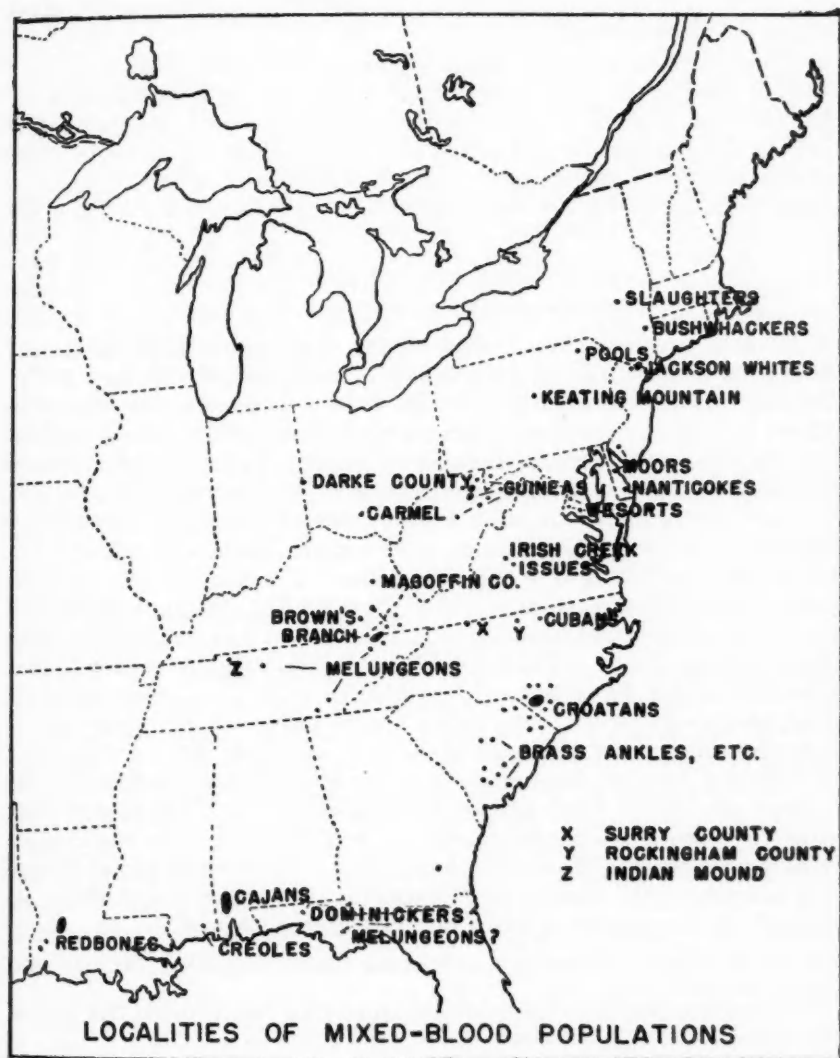 SLAUGHTERS
BUSHWHACKERS
POOLS
JACKSON WHITES
KEATING MOUNTAIN
MOORS
DARKE COUNTY
GUINEAS
NANTICOKES
WESORTS
CARMEL
IRISH CREEK
ISSUES
MAGOFFIN CO.
BROWN'S
BRANCH
X
Y
CUBANS
Z
MELUNGEONS
CROATANS
BRASS ANKLES, ETC.
X SURRY COUNTY
Y ROCKINGHAM COUNTY
Z INDIAN MOUND
CAJANS
DOMINICKERS
REDBONES
CREOLES
MELUNGEONS?
LOCALITIES OF MIXED-BLOOD POPULATIONS